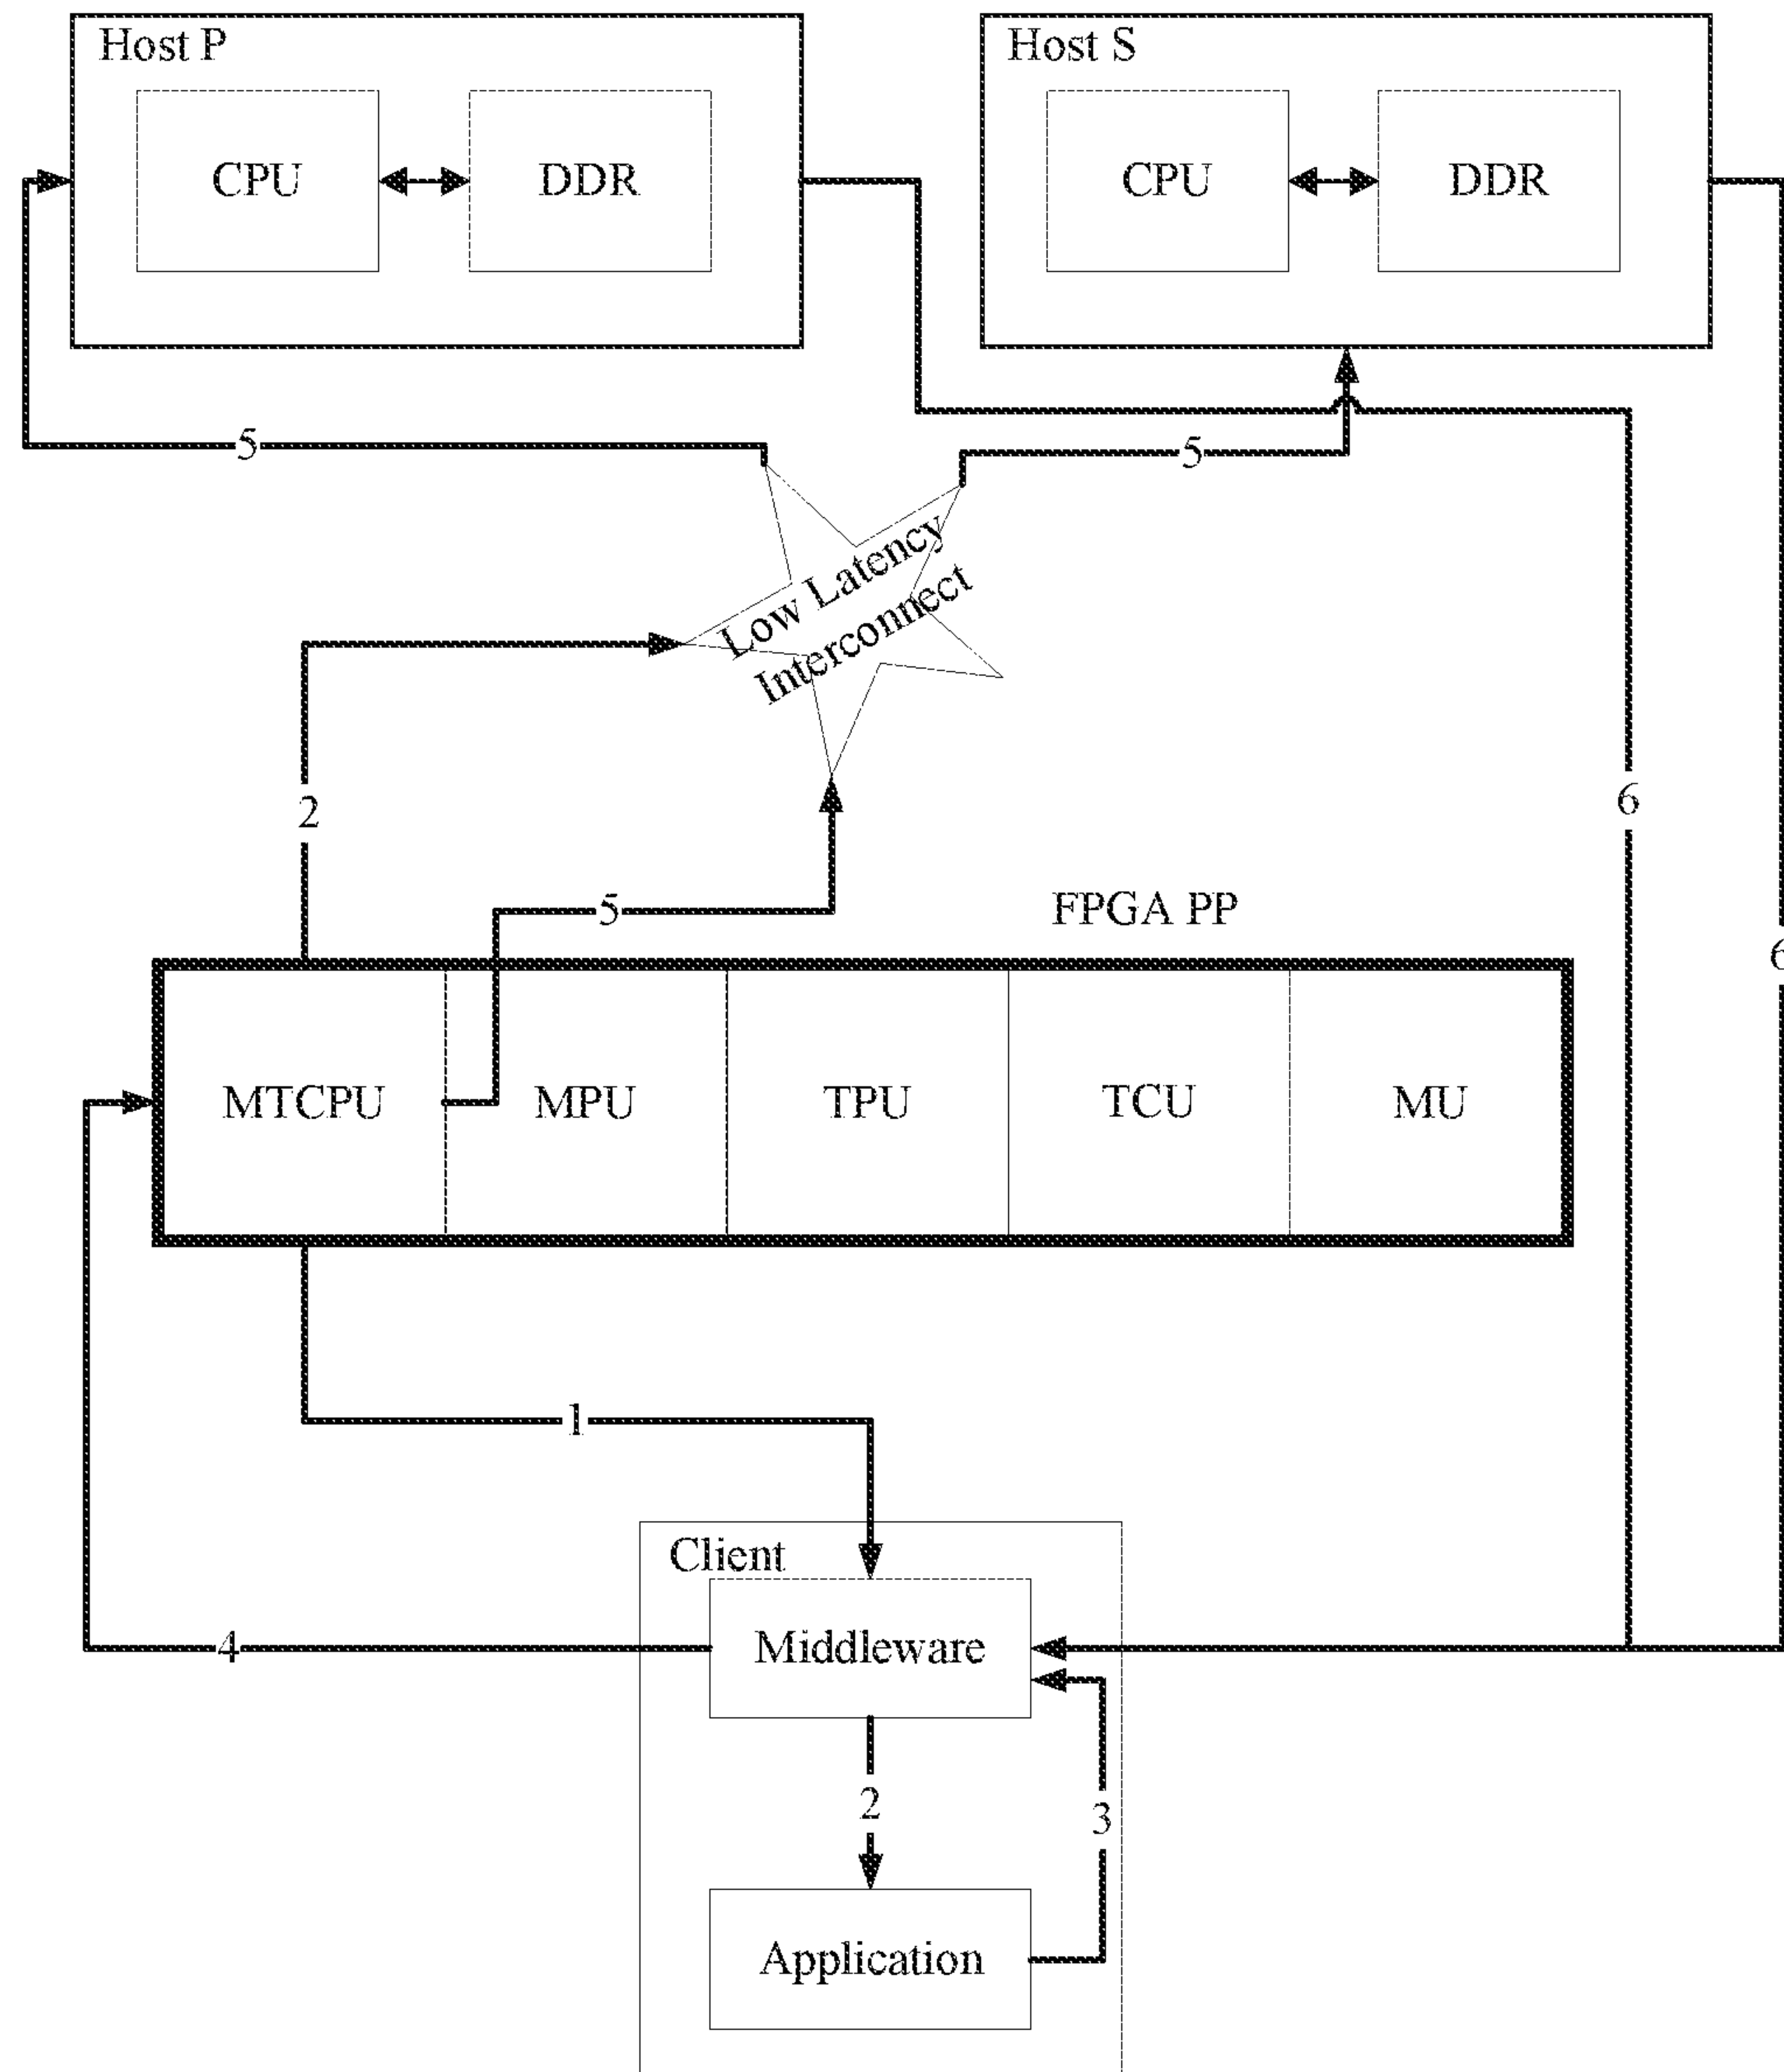 Host P
Host S
CPU
DDR
CPU
DDR
5
5
Low Latency
Interconnect
2
6
5
FPGA PP
6
MTCPU
MPU
TPU
TCU
MU
1
Client
4
Middleware
2
3
Application